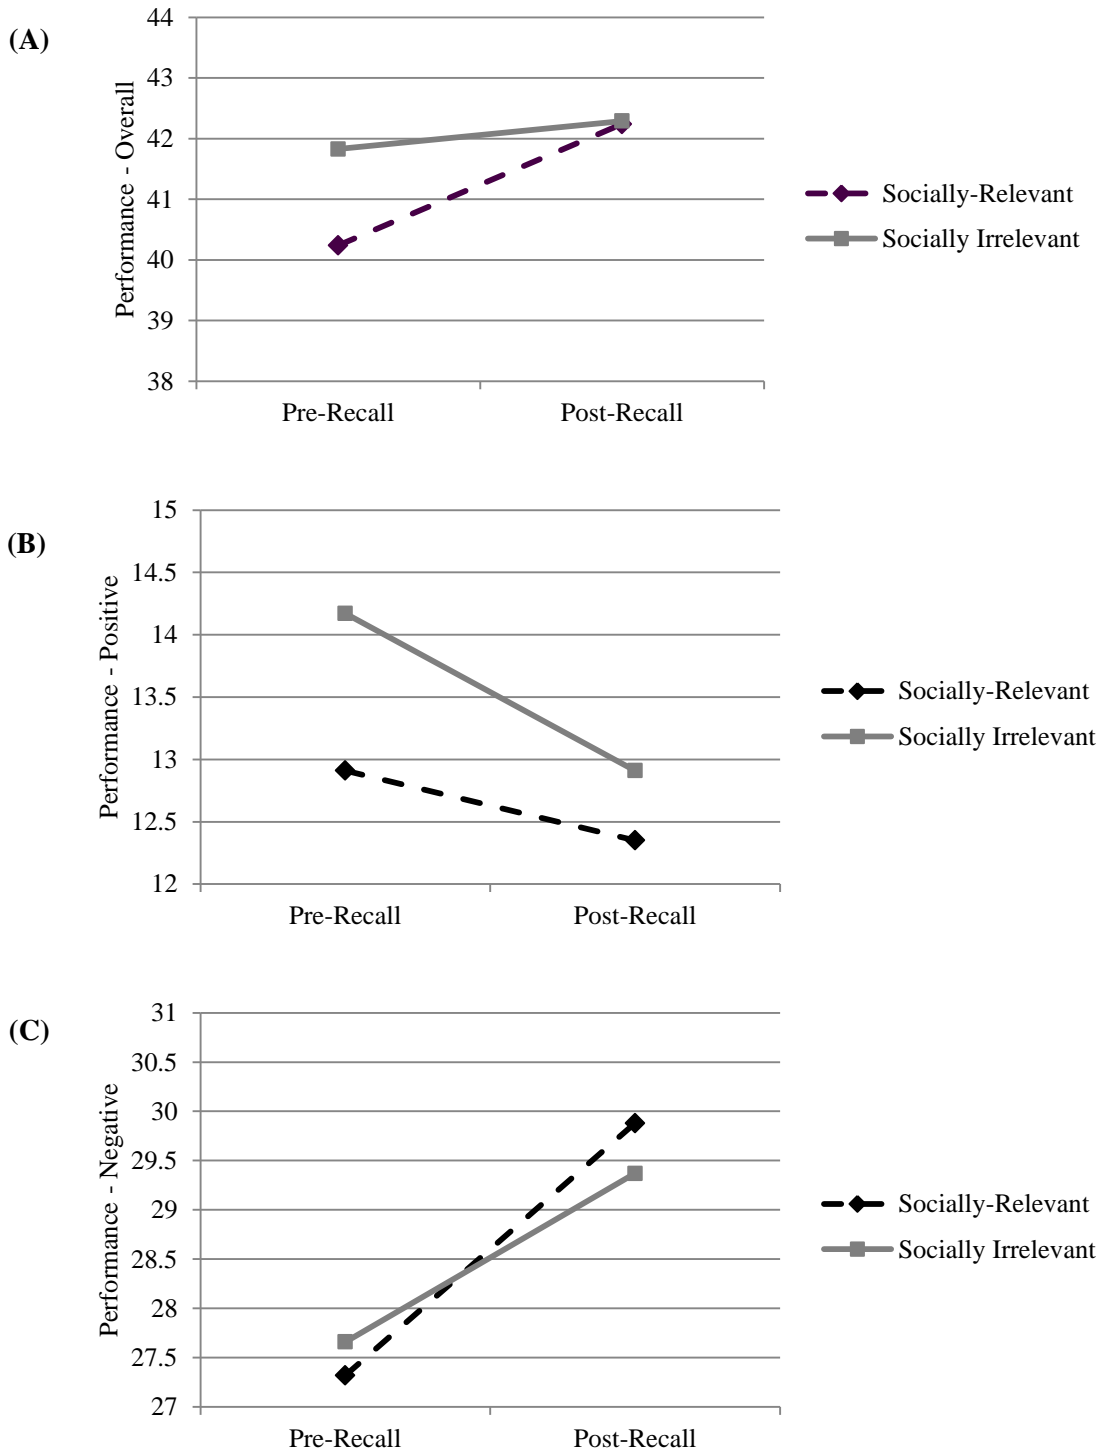 (A)
Performance - Overall
44
43
42
41
40
39
38
Pre-Recall
Post-Recall
Socially-Relevant
Socially Irrelevant
(B)
Performance - Positive
15
14.5
14
13.5
13
12.5
12
Pre-Recall
Post-Recall
Socially-Relevant
Socially Irrelevant
(C)
Performance - Negative
31
30.5
30
29.5
29
28.5
28
27.5
27
Pre-Recall
Post-Recall
Socially-Relevant
Socially Irrelevant